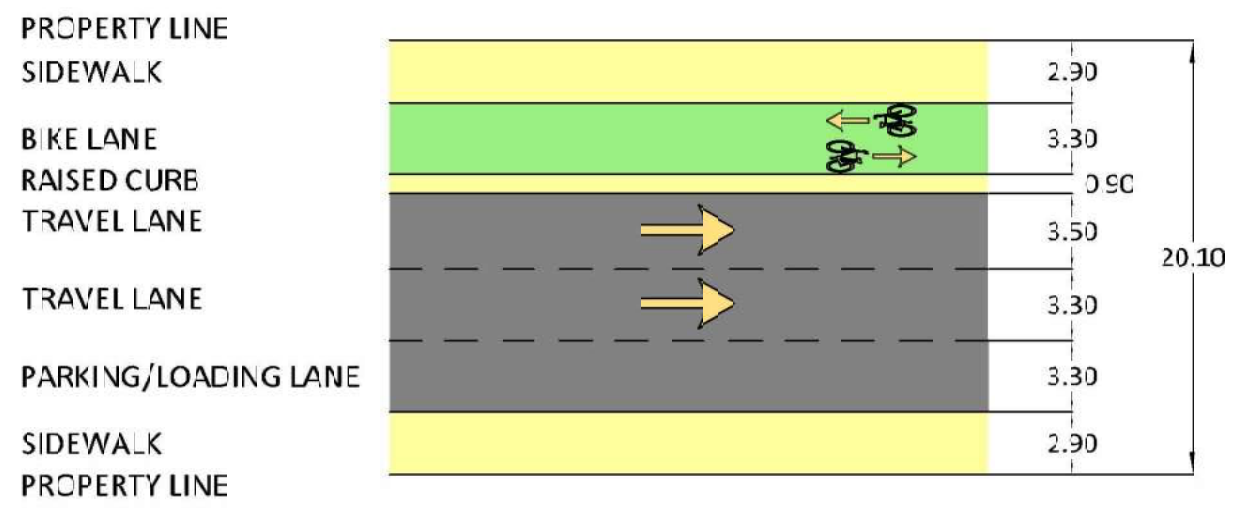 PROPERTY LINE
SIDEWALK 2.90
BIKE LANE 3.30
RAISED CURB 0.90
TRAVEL LANE 3.50
20.10
TRAVEL LANE 3.30
PARKING/LOADING LANE 3.30
SIDEWALK 2.90
PROPERTY LINE